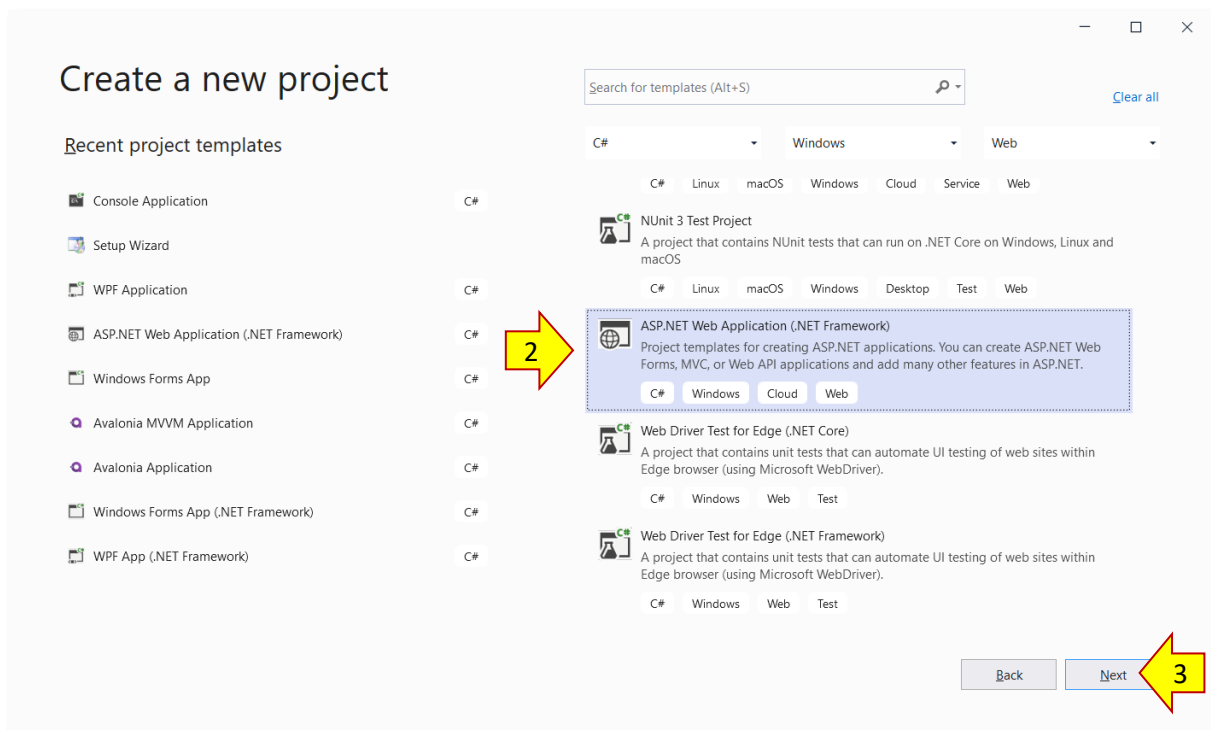 Create a new project
Search for templates (Alt+S)
Clear all
Recent project templates
C# Windows Web
Console Application C#
Setup Wizard
WPF Application C#
ASP.NET Web Application (.NET Framework) C#
Windows Forms App C#
Avalonia MVVM Application C#
Avalonia Application C#
Windows Forms App (.NET Framework) C#
WPF App (.NET Framework) C#
C# Linux macOS Windows Cloud Service Web
C#
NUnit 3 Test Project
A project that contains NUnit tests that can run on .NET Core on Windows, Linux and
macOS
C# Linux macOS Windows Desktop Test Web
2
ASP.NET Web Application (.NET Framework)
Project templates for creating ASP.NET applications. You can create ASP.NET Web
Forms, MVC, or Web API applications and add many other features in ASP.NET.
C# Windows Cloud Web
C#
Web Driver Test for Edge (.NET Core)
A project that contains unit tests that can automate UI testing of web sites within
Edge browser (using Microsoft WebDriver).
C# Windows Web Test
C#
Web Driver Test for Edge (.NET Framework)
A project that contains unit tests that can automate UI testing of web sites within
Edge browser (using Microsoft WebDriver).
C# Windows Web Test
Back Next
3